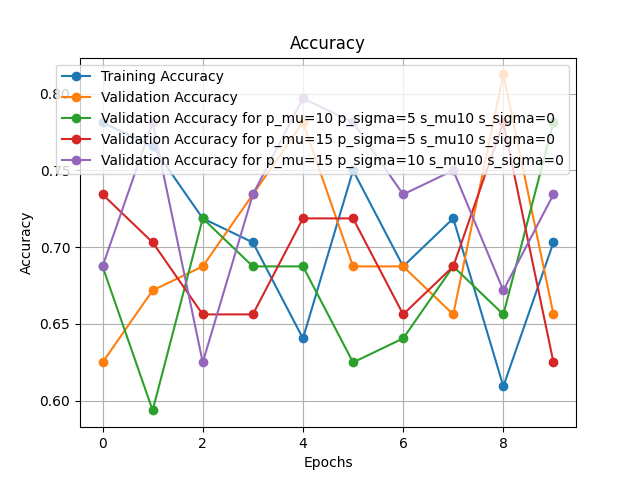 Accuracy
Training Accuracy
Validation Accuracy
Validation Accuracy for p_mu=10 p_sigma=5 s_mu10 s_sigma=0
Validation Accuracy for p_mu=15 p_sigma=5 s_mu10 s_sigma=0
Validation Accuracy for p_mu=15 p_sigma=10 s_mu10 s_sigma=0
0.80
0.75
0.70
0.65
0.60
Accuracy
0 2 4 6 8
Epochs